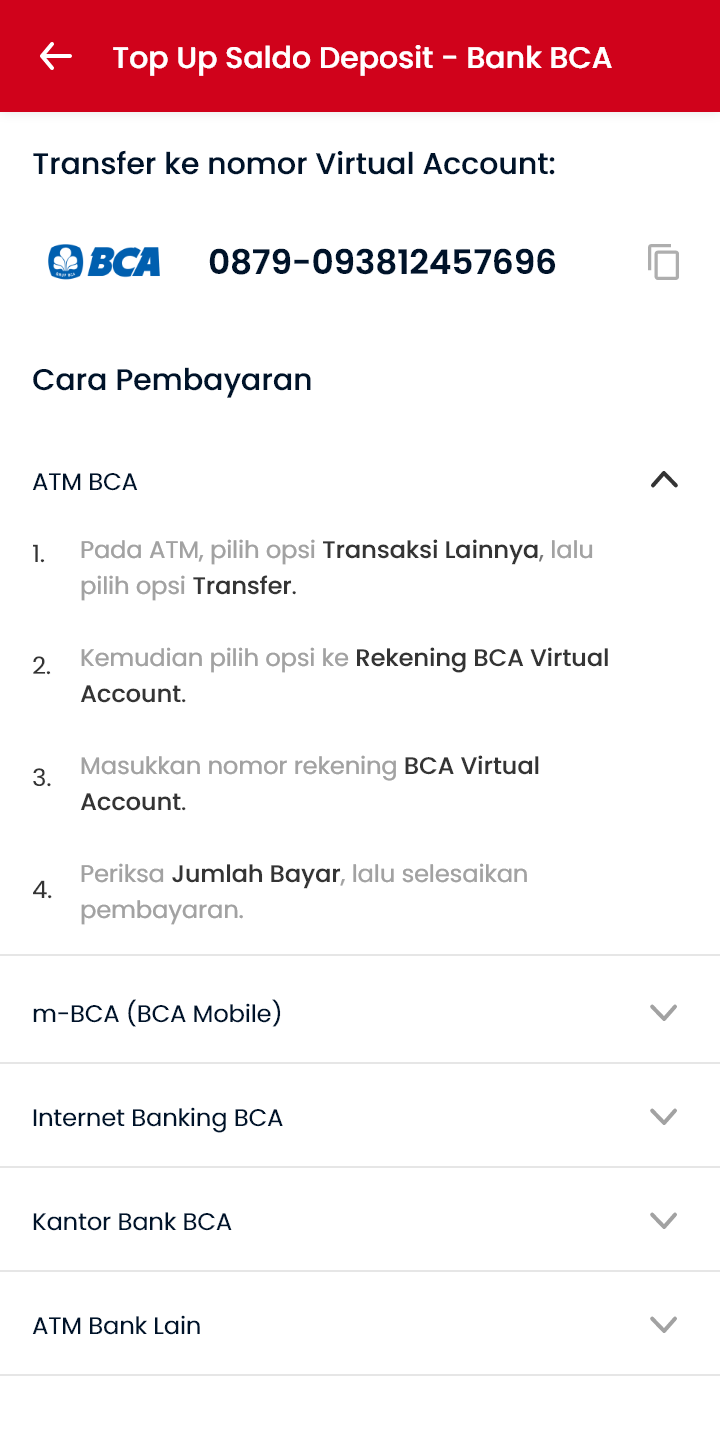 Top Up Saldo Deposit - Bank BCA
Transfer ke nomor Virtual Account:
BCA 0879-093812457696
Cara Pembayaran
ATM BCA
1. Pada ATM, pilih opsi Transaksi Lainnya, lalu
pilih opsi Transfer.
2. Kemudian pilih opsi ke Rekening BCA Virtual
Account.
3. Masukkan nomor rekening BCA Virtual
Account.
4. Periksa Jumlah Bayar, lalu selesaikan
pembayaran.
m-BCA (BCA Mobile)
Internet Banking BCA
Kantor Bank BCA
ATM Bank Lain